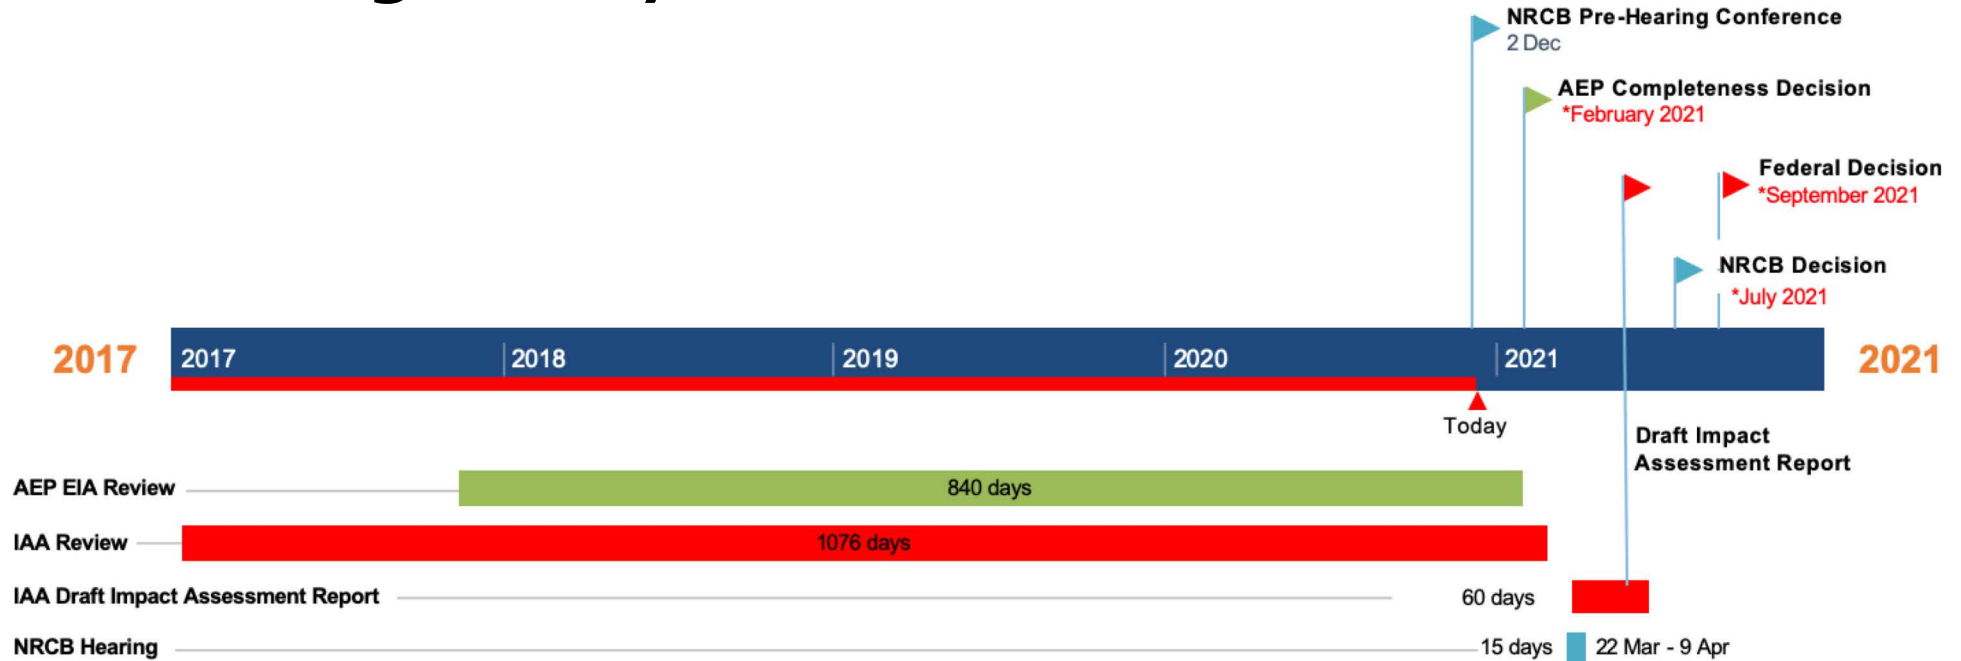 NRCB Pre-Hearing Conference
2 Dec
AEP Completeness Decision
*February 2021
Federal Decision
*September 2021
NRCB Decision
*July 2021
2017 2017 2018 2019 2020 2021 2021
Today
Draft Impact
Assessment Report
AEP EIA Review 840 days
IAA Review 1076 days
IAA Draft Impact Assessment Report 60 days
NRCB Hearing 15 days 22 Mar - 9 Apr